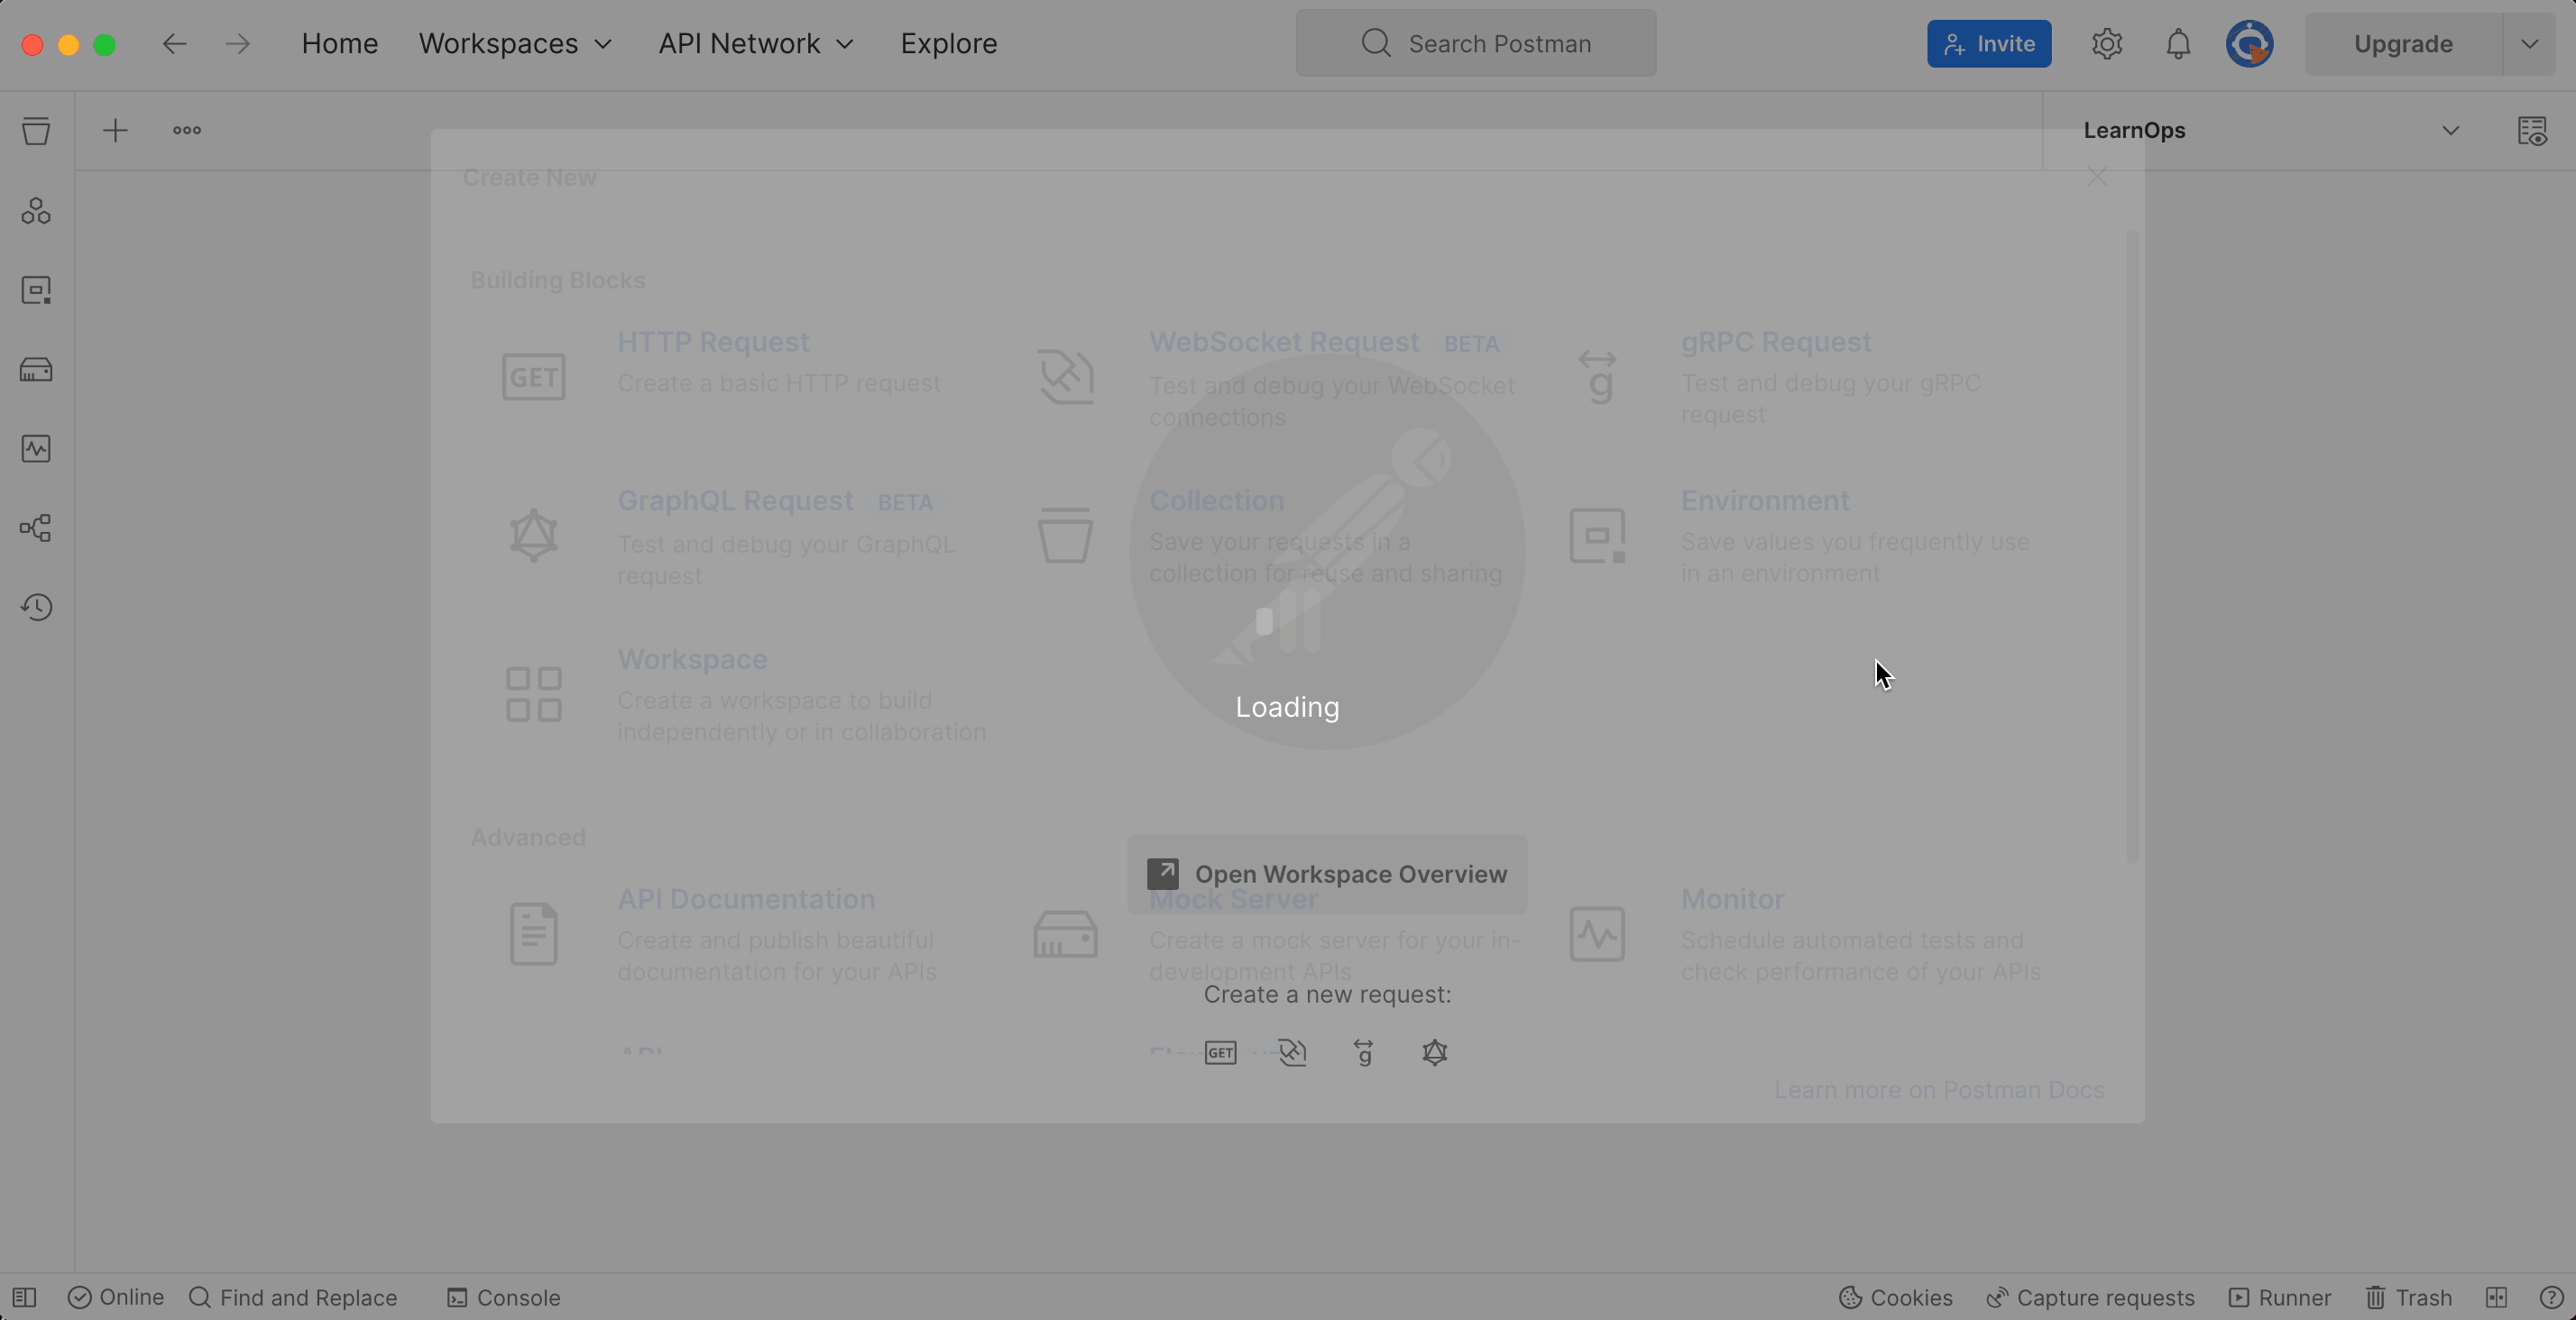 Home
Workspaces
API Network
Explore
Search Postman
Invite
Upgrade
LearnOps
Create New
Building Blocks
HTTP Request
Create a basic HTTP request
GET
WebSocket Request BETA
Test and debug your WebSocket
connections
gRPC Request
Test and debug your gRPC
request
g
GraphQL Request BETA
Test and debug your GraphQL
request
Collection
Save your requests in a
collection for reuse and sharing
Environment
Save values you frequently use
in an environment
Workspace
Create a workspace to build
independently or in collaboration
Loading
Advanced
Open Workspace Overview
API Documentation
Create and publish beautiful
documentation for your APIs
Mock Server
Create a mock server for your in-
development APIs
Monitor
Schedule automated tests and
check performance of your APIs
Create a new request:
API
GET
g
Learn more on Postman Docs
Online
Find and Replace
Console
Cookies
Capture requests
Runner
Trash